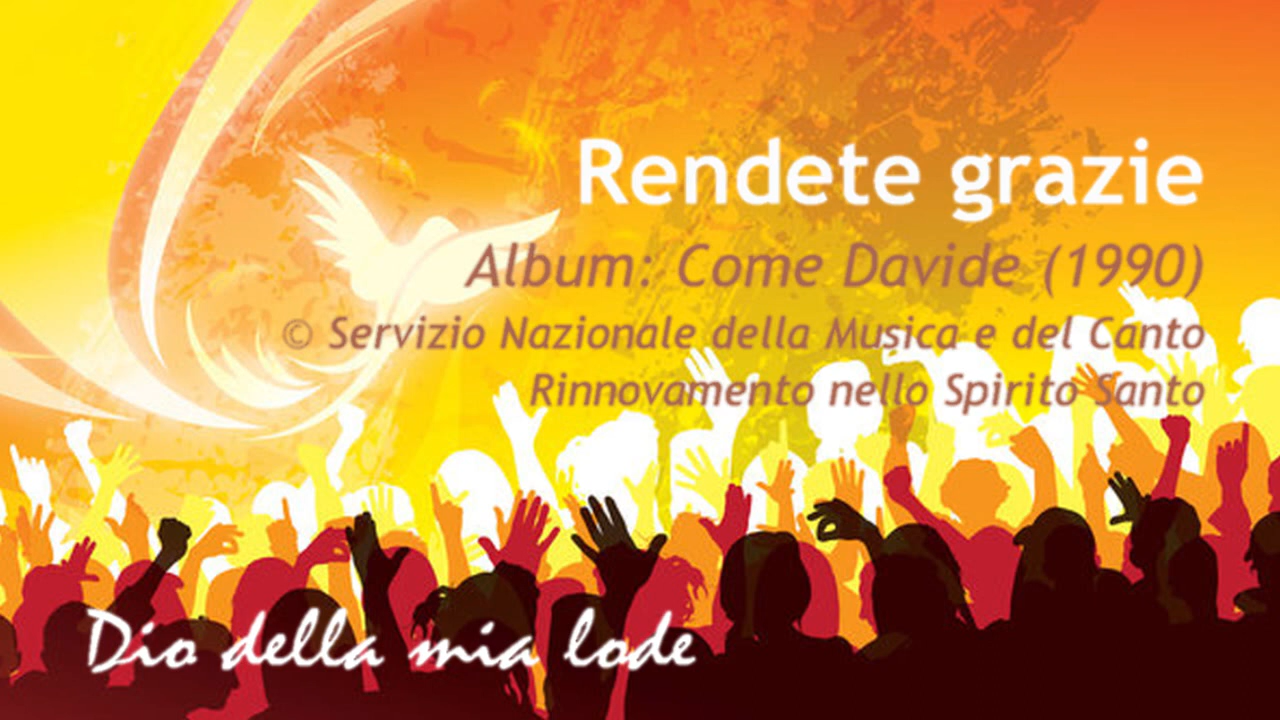 Rendete grazie
Album: Come Davide (1990)
© Servizio Nazionale della Musica e del Canto
Rinnovamento nello Spirito Santo
Dio della mia lode